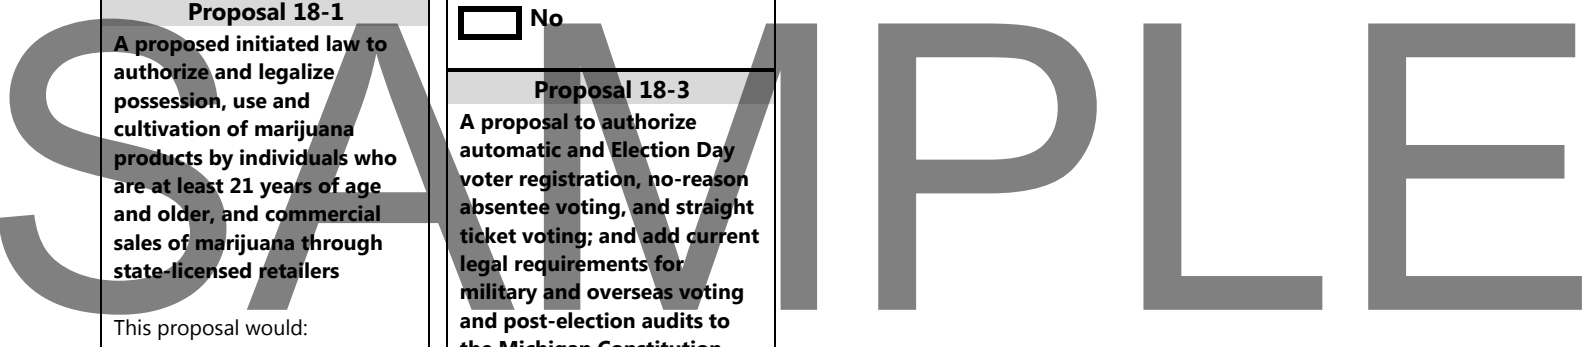 Proposal 18-1
A proposed initiated law to
authorize and legalize
possession, use and
cultivation of marijuana
products by individuals who
are at least 21 years of age
and older, and commercial
sales of marijuana through
state-licensed retailers
This proposal would:
No
Proposal 18-3
A proposal to authorize
automatic and Election Day
voter registration, no-reason
absentee voting, and straight
ticket voting; and add current
legal requirements for
military and overseas voting
and post-election audits to
the Michigan Constitution
SAMPLE